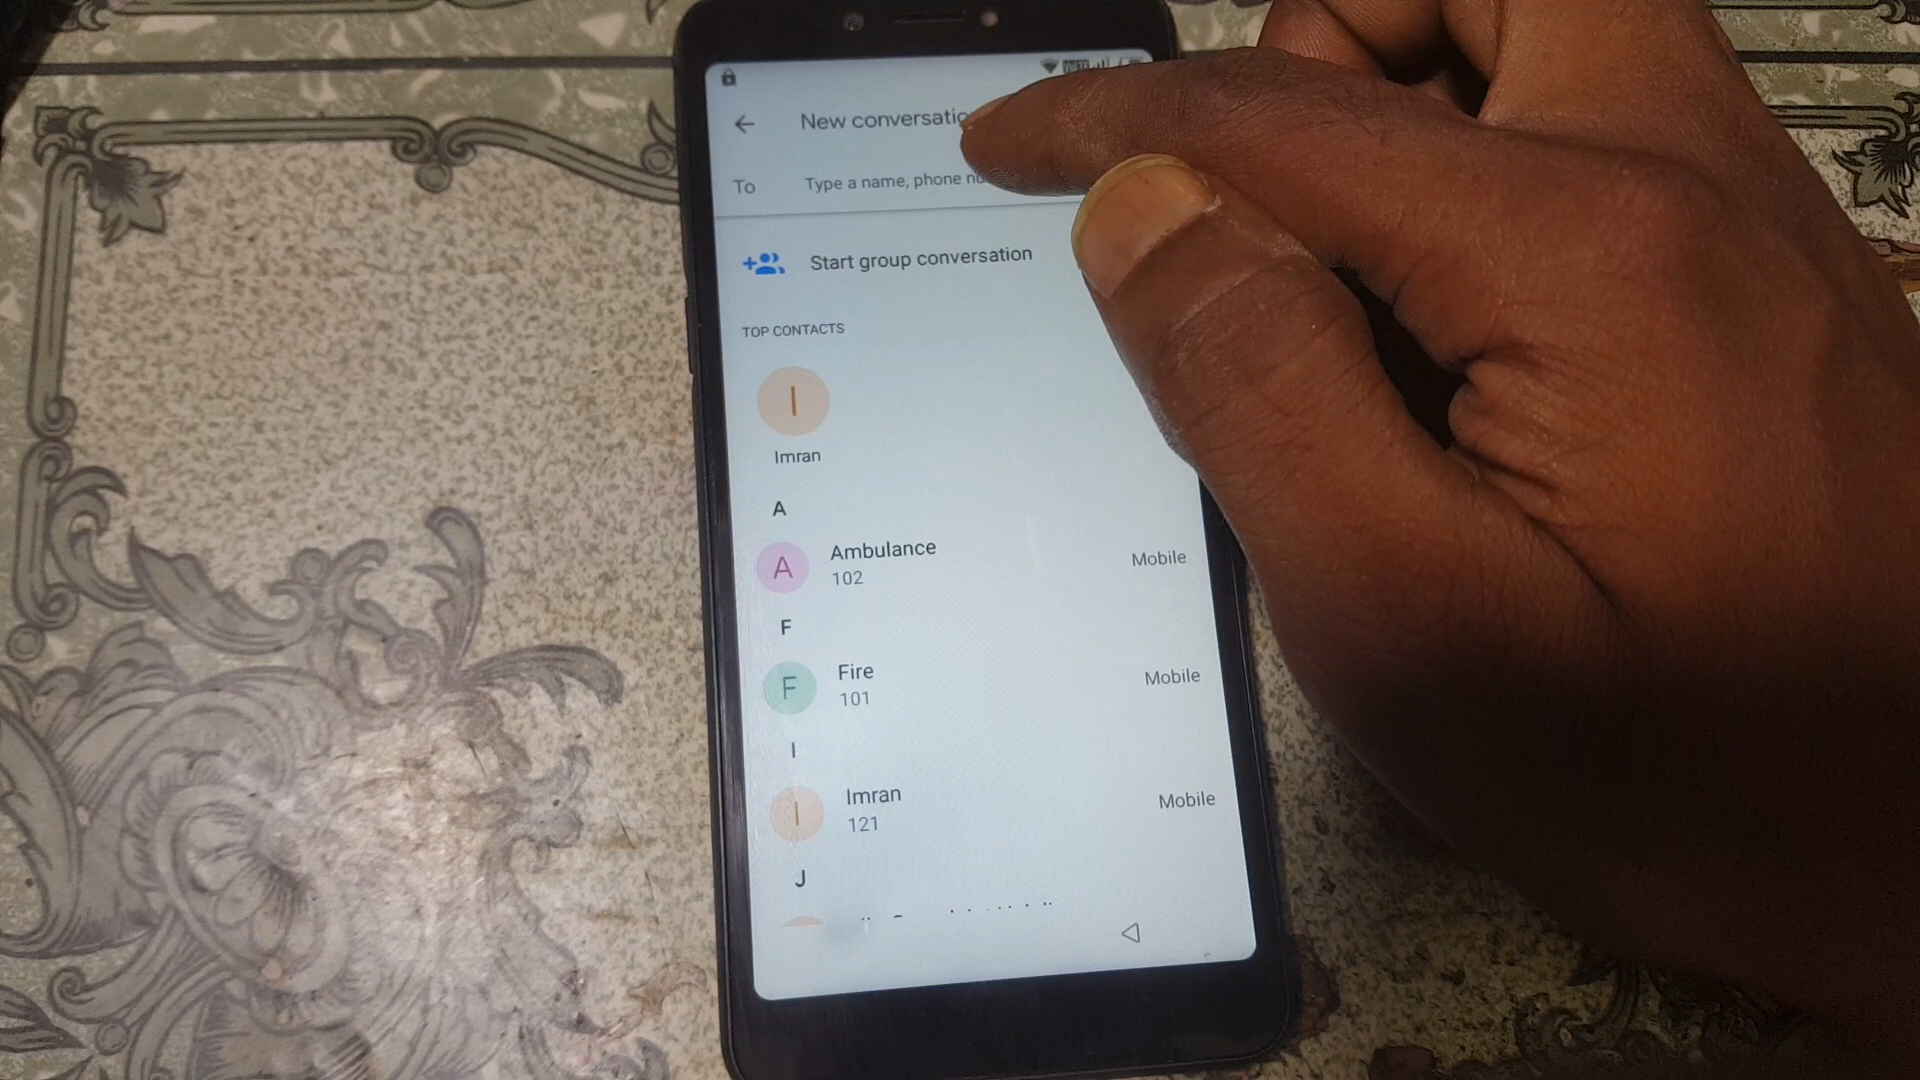 New conversatio
To Type a name, phone n
Start group conversation
TOP CONTACTS
I
Imran
A
A Ambulance Mobile
102
F
F Fire Mobile
101
I
I Imran Mobile
121
J